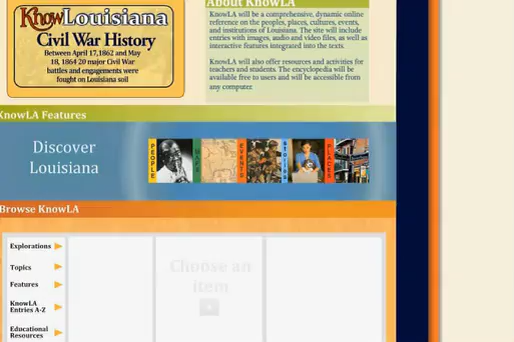 About KnowLA
KnowLouisiana
Civil War History
Between April 17,1862 and May
18, 1864 20 major Civil War
battles and engagements were
fought on Louisiana soil
KnowLA will be a comprehensive, dynamic online
reference on the peoples, places, cultures, events,
and institutions of Louisiana. The site will include
entries with images, audio and video files, as well as
interactive features integrated into the texts.
KnowLA will also offer resources and activities for
teachers and students. The encyclopedia will be
available free to users and will be accessible from
any computer.
KnowLA Features
Discover
Louisiana
PEOPLE
MAPS
EVENTS
STORIES
PLACES
Browse KnowLA
Explorations
Topics
Features
KnowLA
Entries A-Z
Educational
Resources
Choose an
item